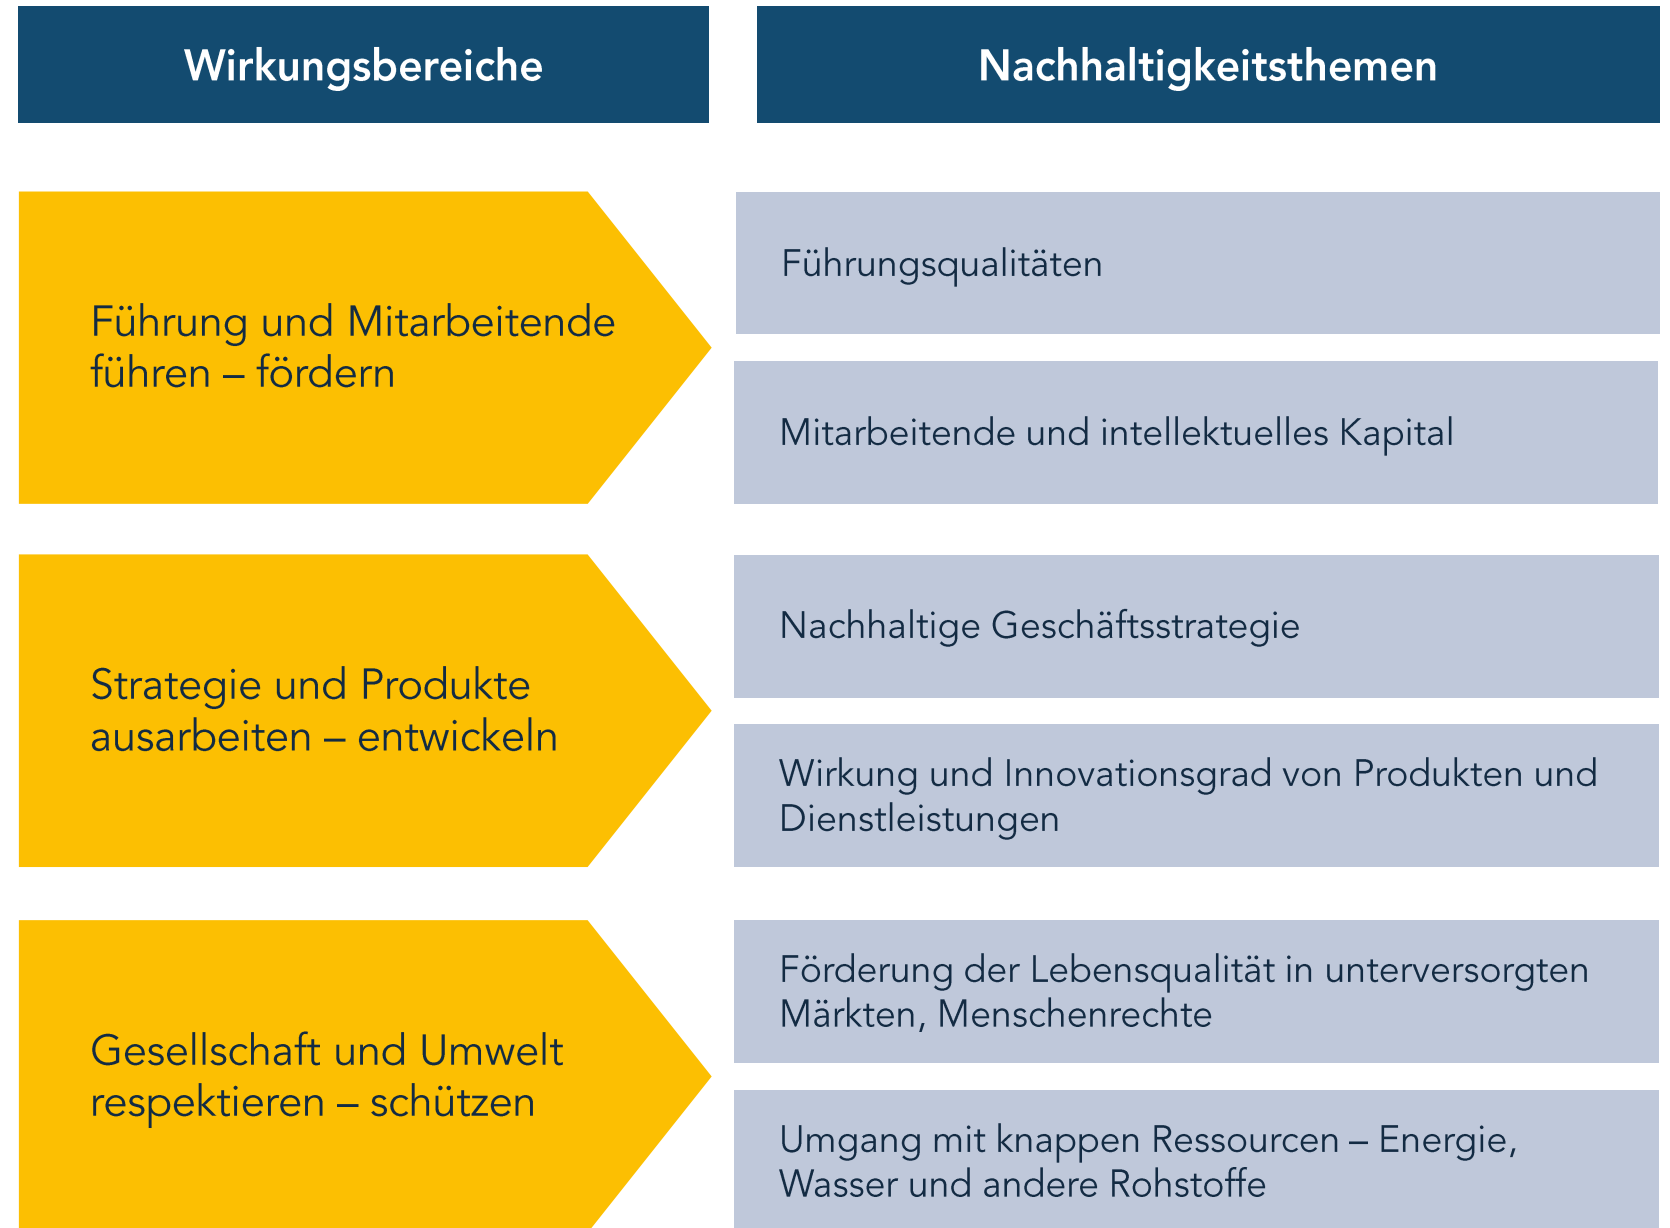 Wirkungsbereiche
Nachhaltigkeitsthemen
Führung und Mitarbeitende
führen – fördern
Führungsqualitäten
Mitarbeitende und intellektuelles Kapital
Strategie und Produkte
ausarbeiten – entwickeln
Nachhaltige Geschäftsstrategie
Wirkung und Innovationsgrad von Produkten und
Dienstleistungen
Gesellschaft und Umwelt
respektieren – schützen
Förderung der Lebensqualität in unterversorgten
Märkten, Menschenrechte
Umgang mit knappen Ressourcen – Energie,
Wasser und andere Rohstoffe